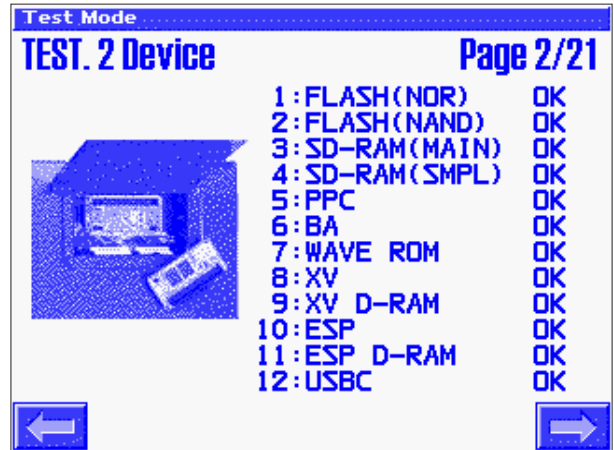 Test Mode
TEST. 2 Device Page 2/21
1:FLASH(NOR) OK
2:FLASH(NAND) OK
3:SD-RAM(MAIN) OK
4:SD-RAM(SMPL) OK
5:PPC OK
6:BA OK
7:WAVE ROM OK
8:XV OK
9:XV D-RAM OK
10:ESP OK
11:ESP D-RAM OK
12:USBC OK